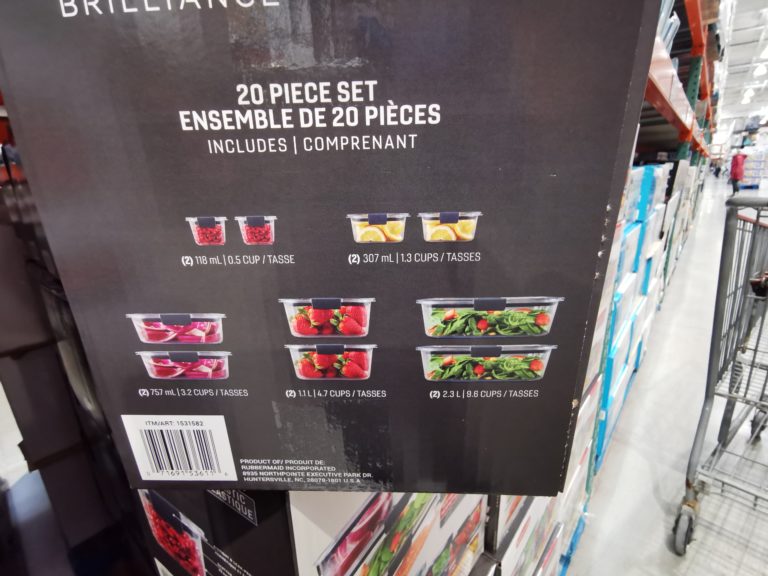 BRILLIANCE
20 PIECE SET
ENSEMBLE DE 20 PIÈCES
INCLUDES | COMPRENANT
(2) 118 mL | 0.5 CUP / TASSE
(2) 307 mL | 1.3 CUPS / TASSES
(2) 757 mL | 3.2 CUPS / TASSES
(2) 1.1 L | 4.7 CUPS / TASSES
(2) 2.3 L | 9.6 CUPS / TASSES
ITM/ART: 1531582
PRODUCT OF/ PRODUIT DE:
RUBBERMAID INCORPORATED
8935 NORTHPOINTE EXECUTIVE PARK DR.
HUNTERSVILLE, NC, 28078-1801 U.S.A